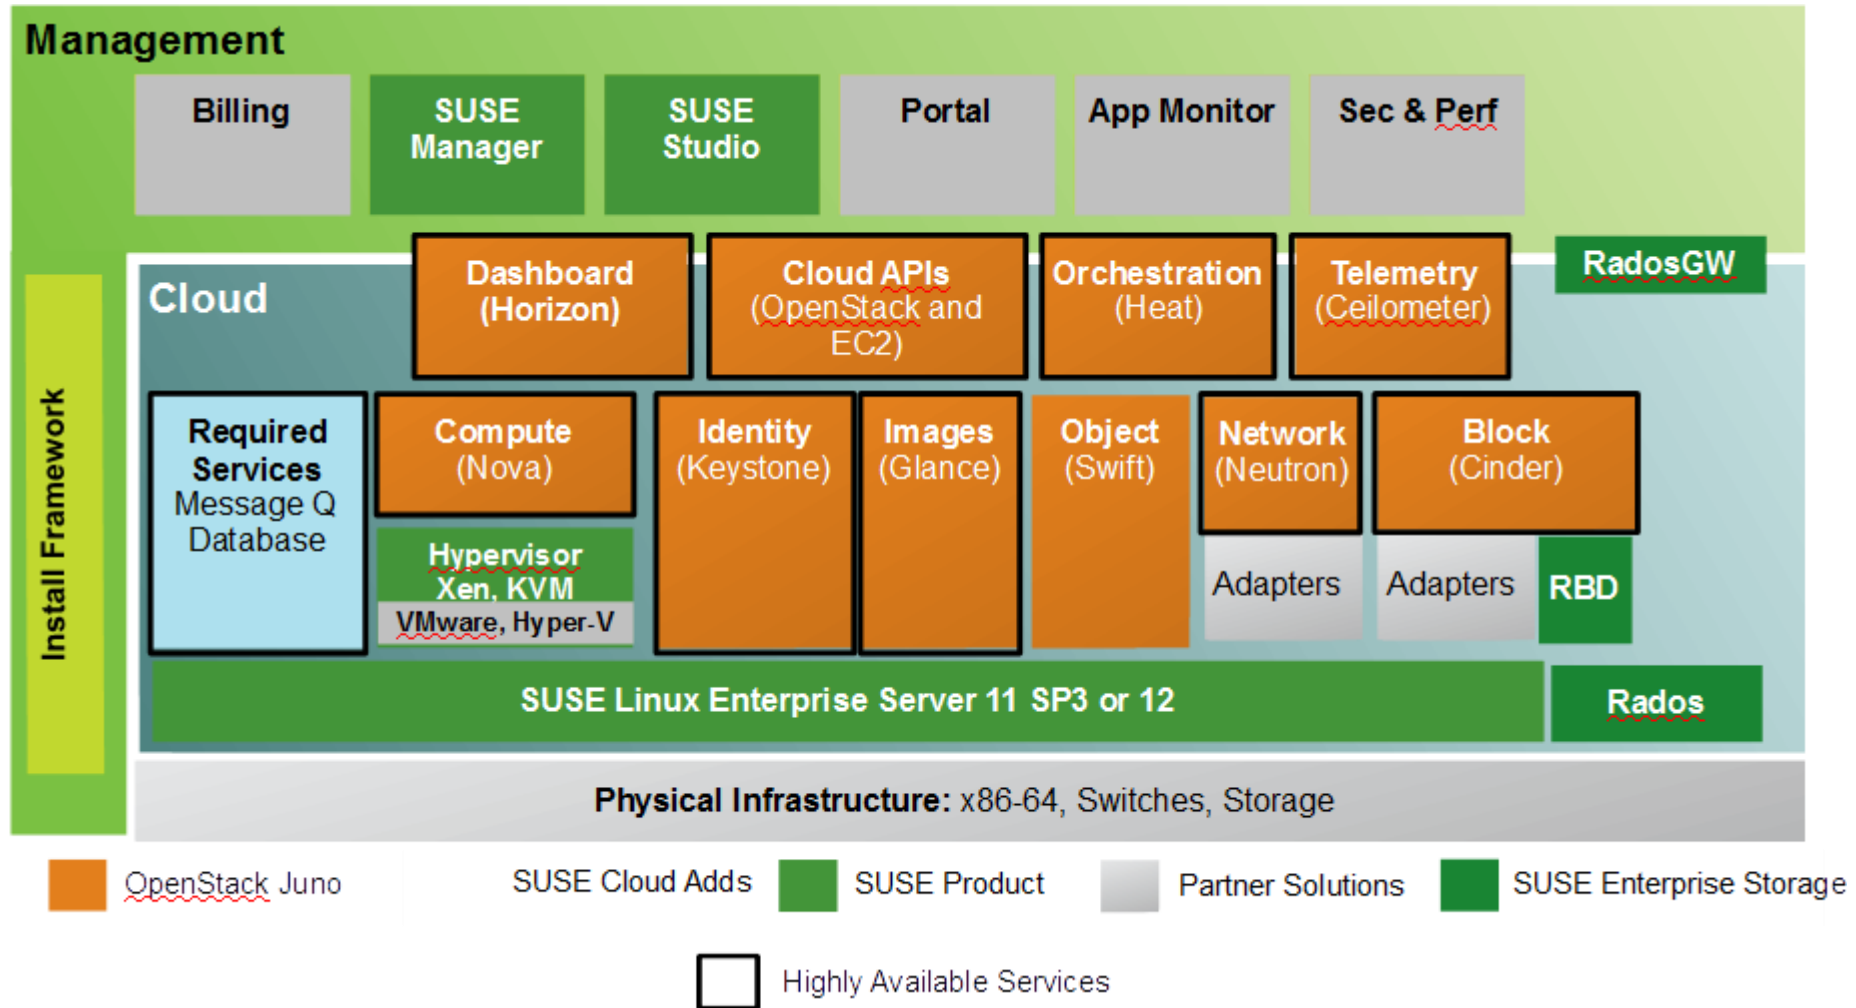 Management
Billing
SUSE
Manager
SUSE
Studio
Portal
App Monitor
Sec & Perf
Install Framework
Cloud
Dashboard
(Horizon)
Cloud APIs
(OpenStack and
EC2)
Orchestration
(Heat)
Telemetry
(Ceilometer)
RadosGW
Required
Services
Message Q
Database
Compute
(Nova)
Hypervisor
Xen, KVM
VMware, Hyper-V
Identity
(Keystone)
Images
(Glance)
Object
(Swift)
Network
(Neutron)
Adapters
Block
(Cinder)
Adapters
RBD
SUSE Linux Enterprise Server 11 SP3 or 12
Rados
Physical Infrastructure: x86-64, Switches, Storage
OpenStack Juno
SUSE Cloud Adds
SUSE Product
Partner Solutions
SUSE Enterprise Storage
Highly Available Services